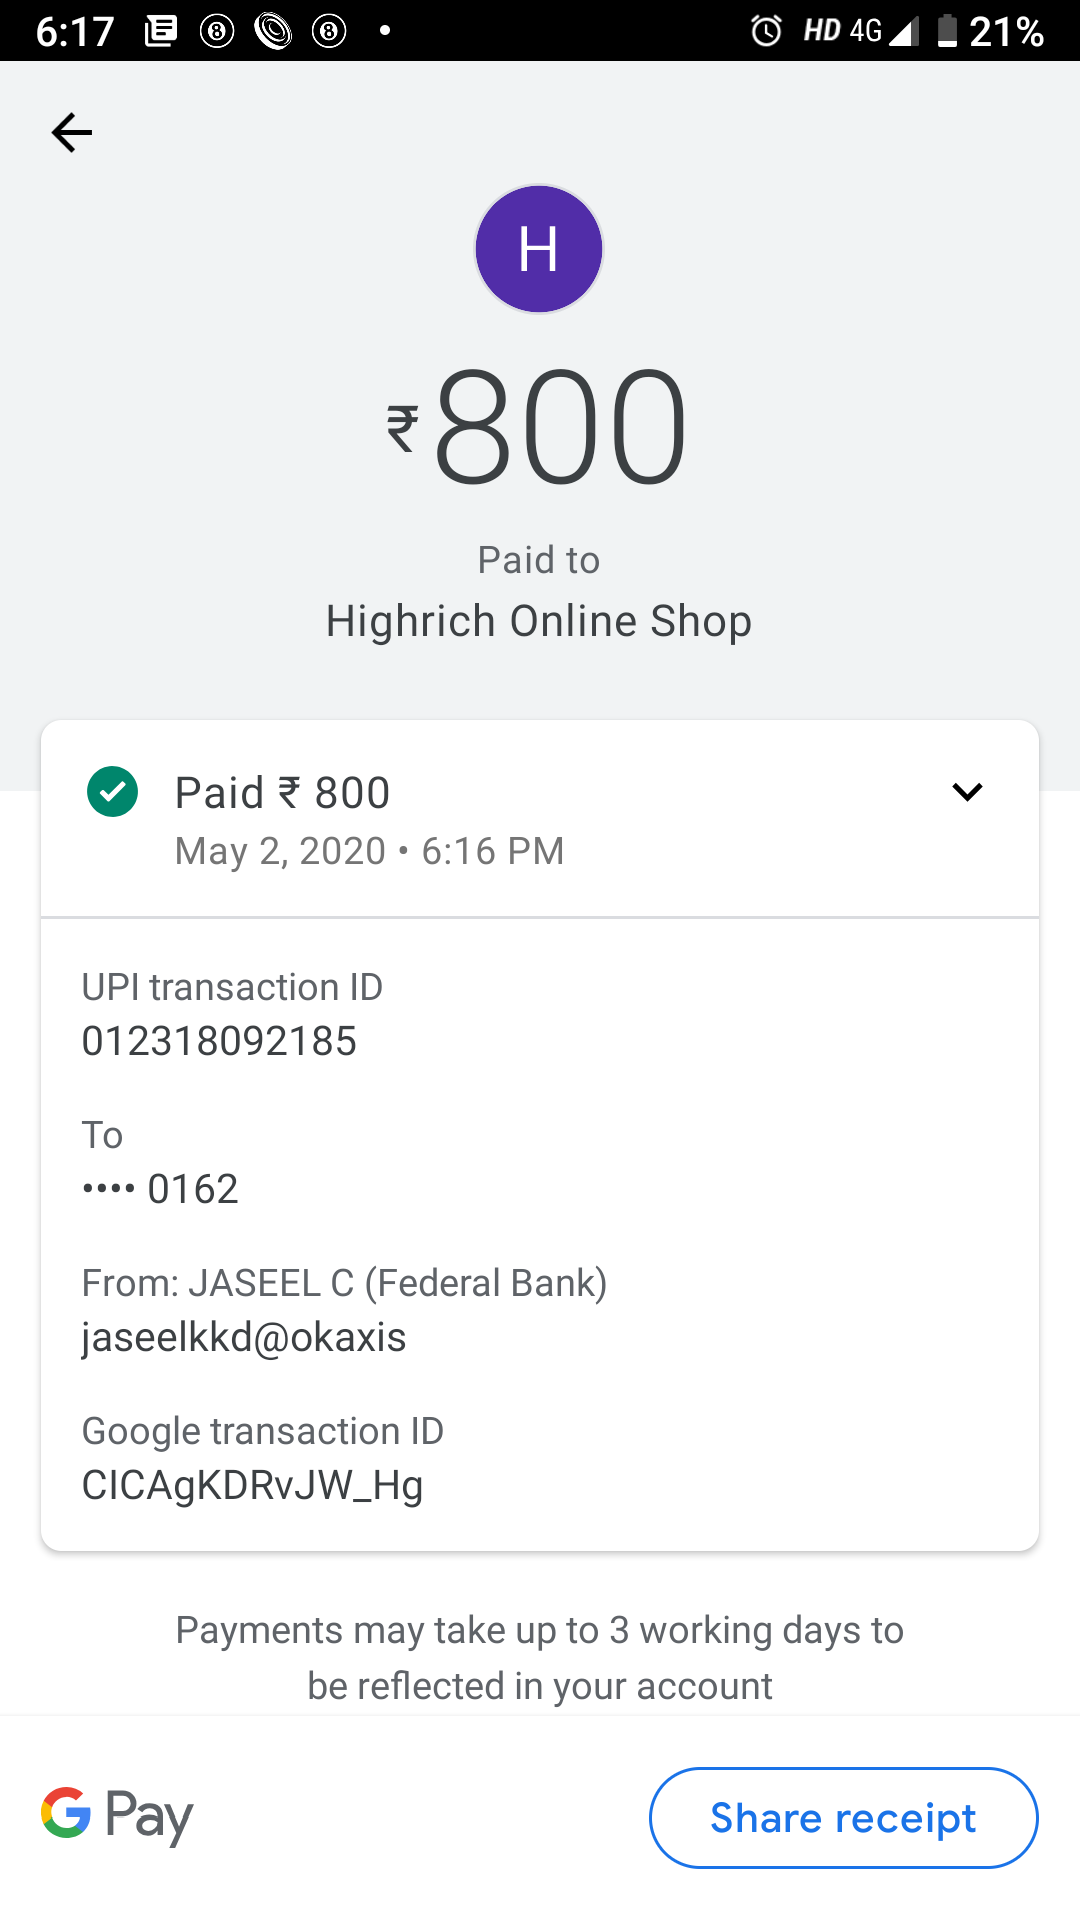 6:17 HD 4G 21%
H
₹800
Paid to
Highrich Online Shop
Paid ₹ 800
May 2, 2020 • 6:16 PM
UPI transaction ID
012318092185
To
•••• 0162
From: JASEEL C (Federal Bank)
jaseelkkd@okaxis
Google transaction ID
CICAgKDRvJW_Hg
Payments may take up to 3 working days to
be reflected in your account
G Pay
Share receipt